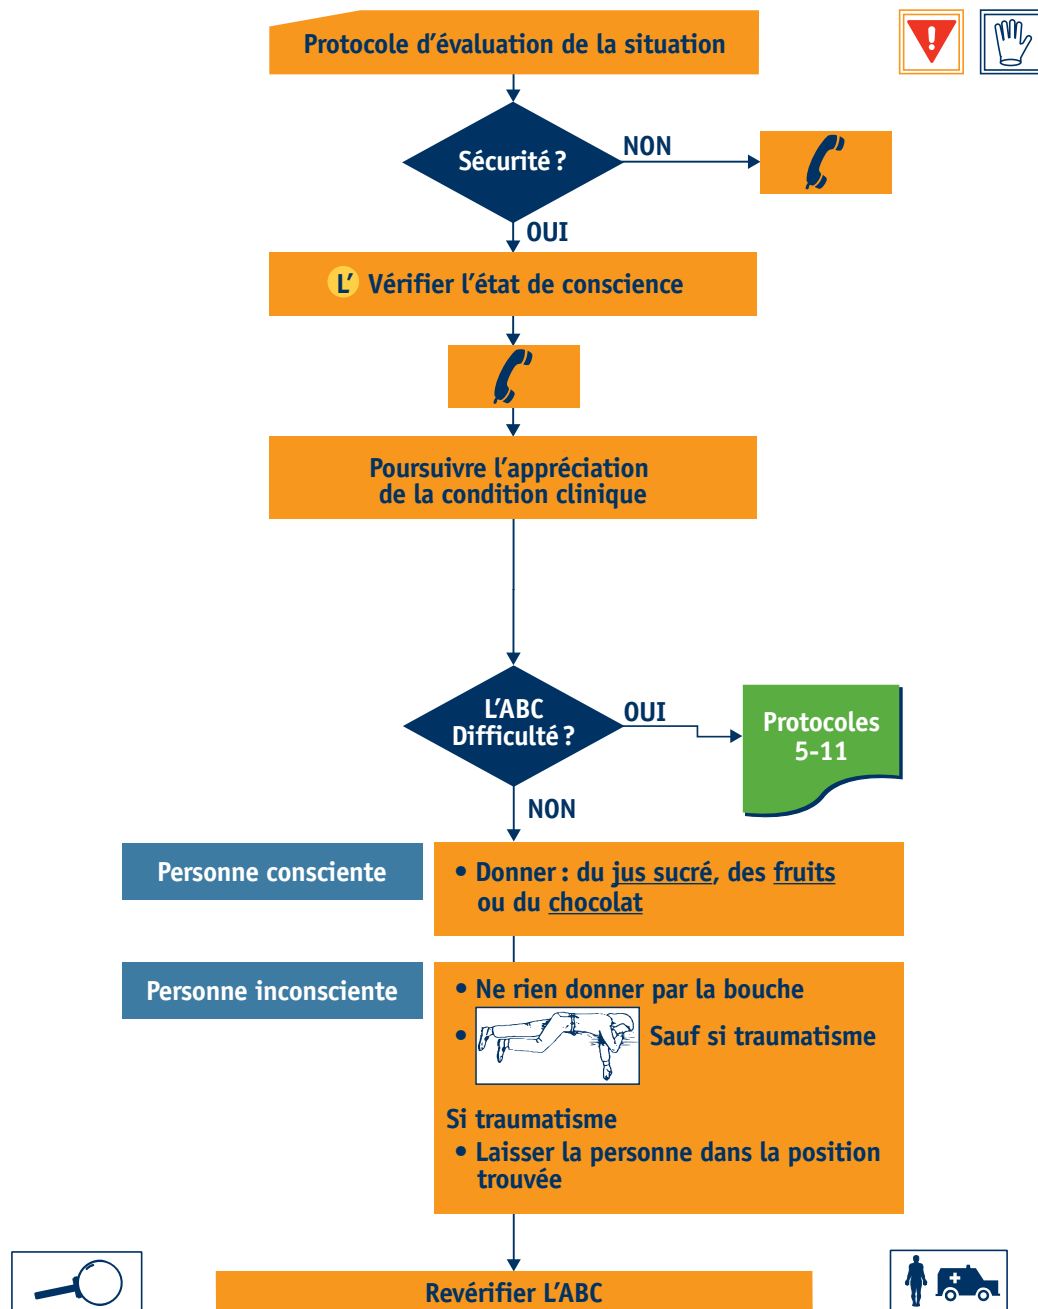 Protocole d'évaluation de la situation
Sécurité ?
NON
OUI
L' Vérifier l'état de conscience
Poursuivre l'appréciation
de la condition clinique
L'ABC
Difficulté ?
OUI
Protocoles
5-11
NON
Personne consciente
• Donner : du jus sucré, des fruits
ou du chocolat
Personne inconsciente
• Ne rien donner par la bouche
• Sauf si traumatisme
Si traumatisme
• Laisser la personne dans la position
trouvée
Revérifier L'ABC